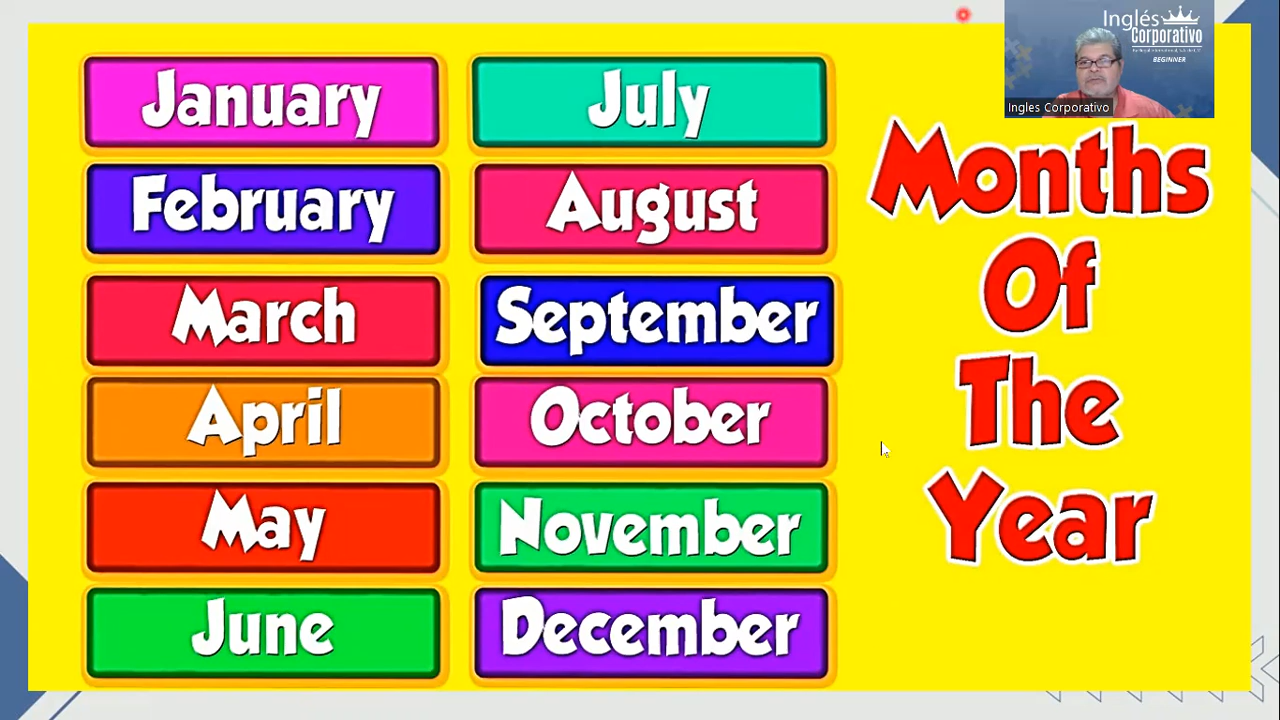 January
February
March
April
May
June
July
August
September
October
November
December
Months
Of
The
Year
Inglés
Corporativo
BEGINNER
Ingles Corporativo